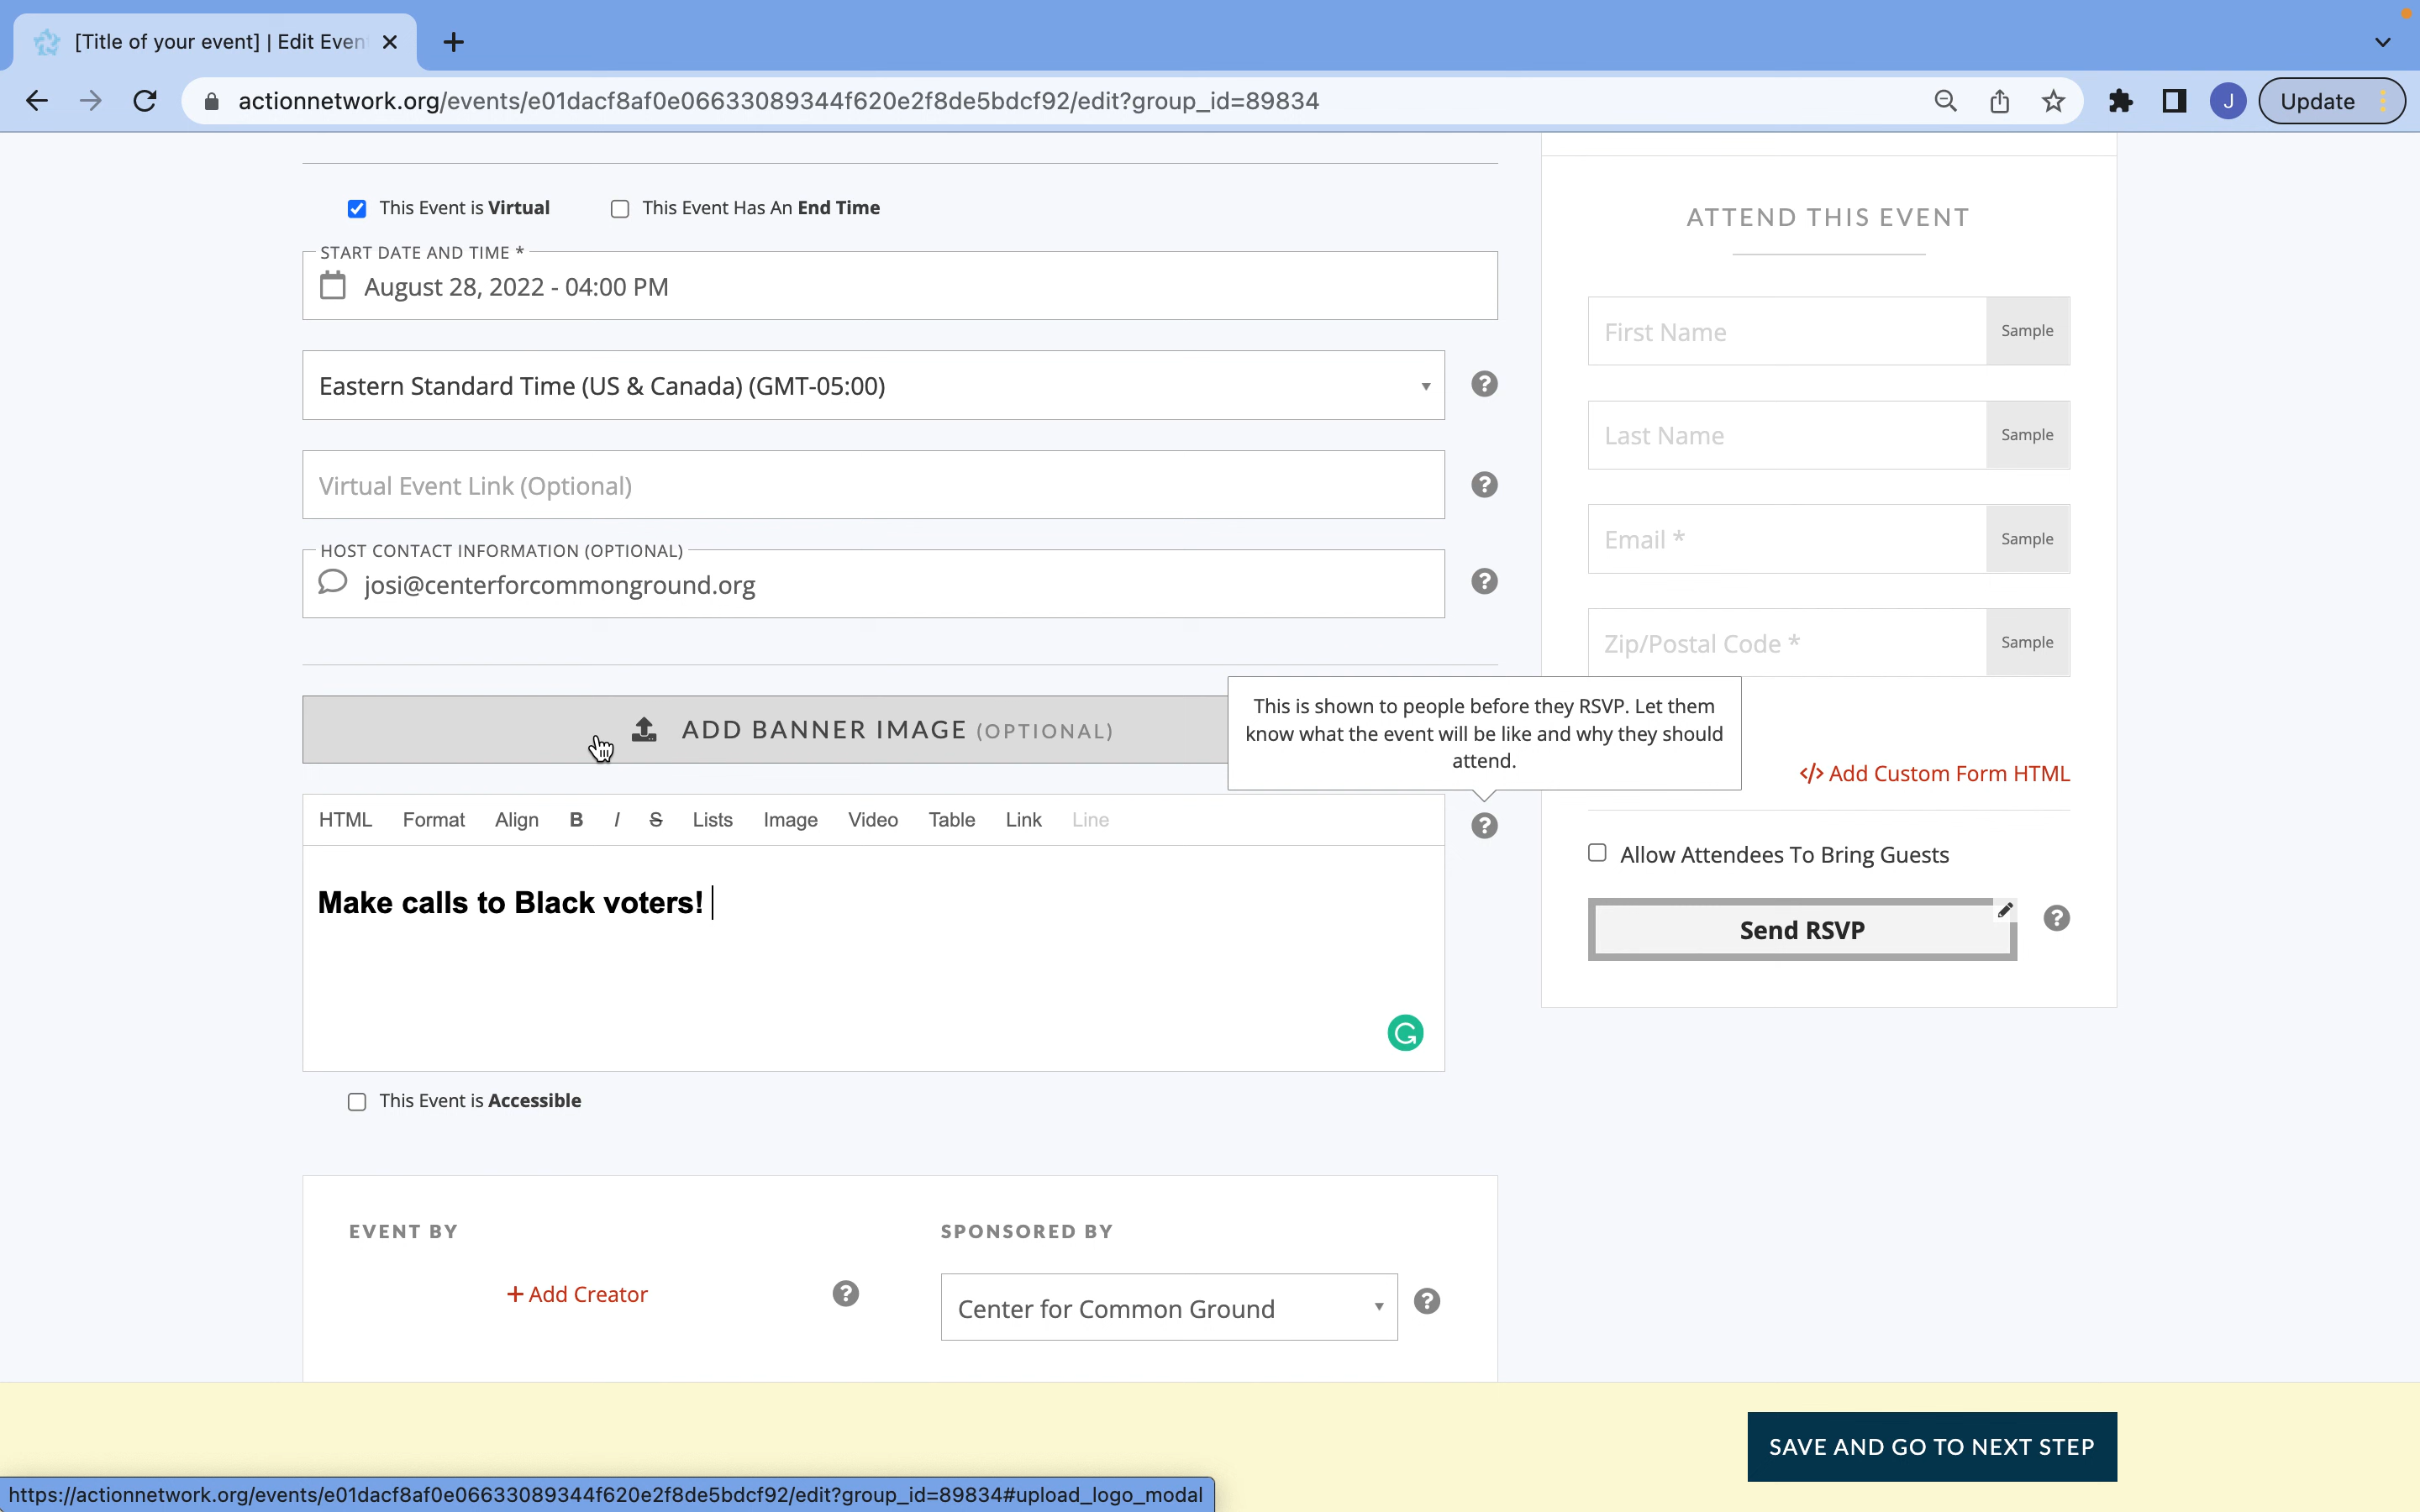 [Title of your event] | Edit Even
actionnetwork.org/events/e01dacf8af0e06633089344f620e2f8de5bdcf92/edit?group_id=89834
J
Update
This Event is Virtual
This Event Has An End Time
START DATE AND TIME *
August 28, 2022 - 04:00 PM
Eastern Standard Time (US & Canada) (GMT-05:00)
?
Virtual Event Link (Optional)
?
HOST CONTACT INFORMATION (OPTIONAL)
josi@centerforcommonground.org
?
ADD BANNER IMAGE (OPTIONAL)
This is shown to people before they RSVP. Let them
know what the event will be like and why they should
attend.
HTML Format Align B I S Lists Image Video Table Link Line
?
Make calls to Black voters!
This Event is Accessible
EVENT BY
+ Add Creator
?
SPONSORED BY
Center for Common Ground
?
ATTEND THIS EVENT
First Name
Sample
Last Name
Sample
Email *
Sample
Zip/Postal Code *
Sample
</> Add Custom Form HTML
Allow Attendees To Bring Guests
Send RSVP
?
SAVE AND GO TO NEXT STEP
https://actionnetwork.org/events/e01dacf8af0e06633089344f620e2f8de5bdcf92/edit?group_id=89834#upload_logo_modal